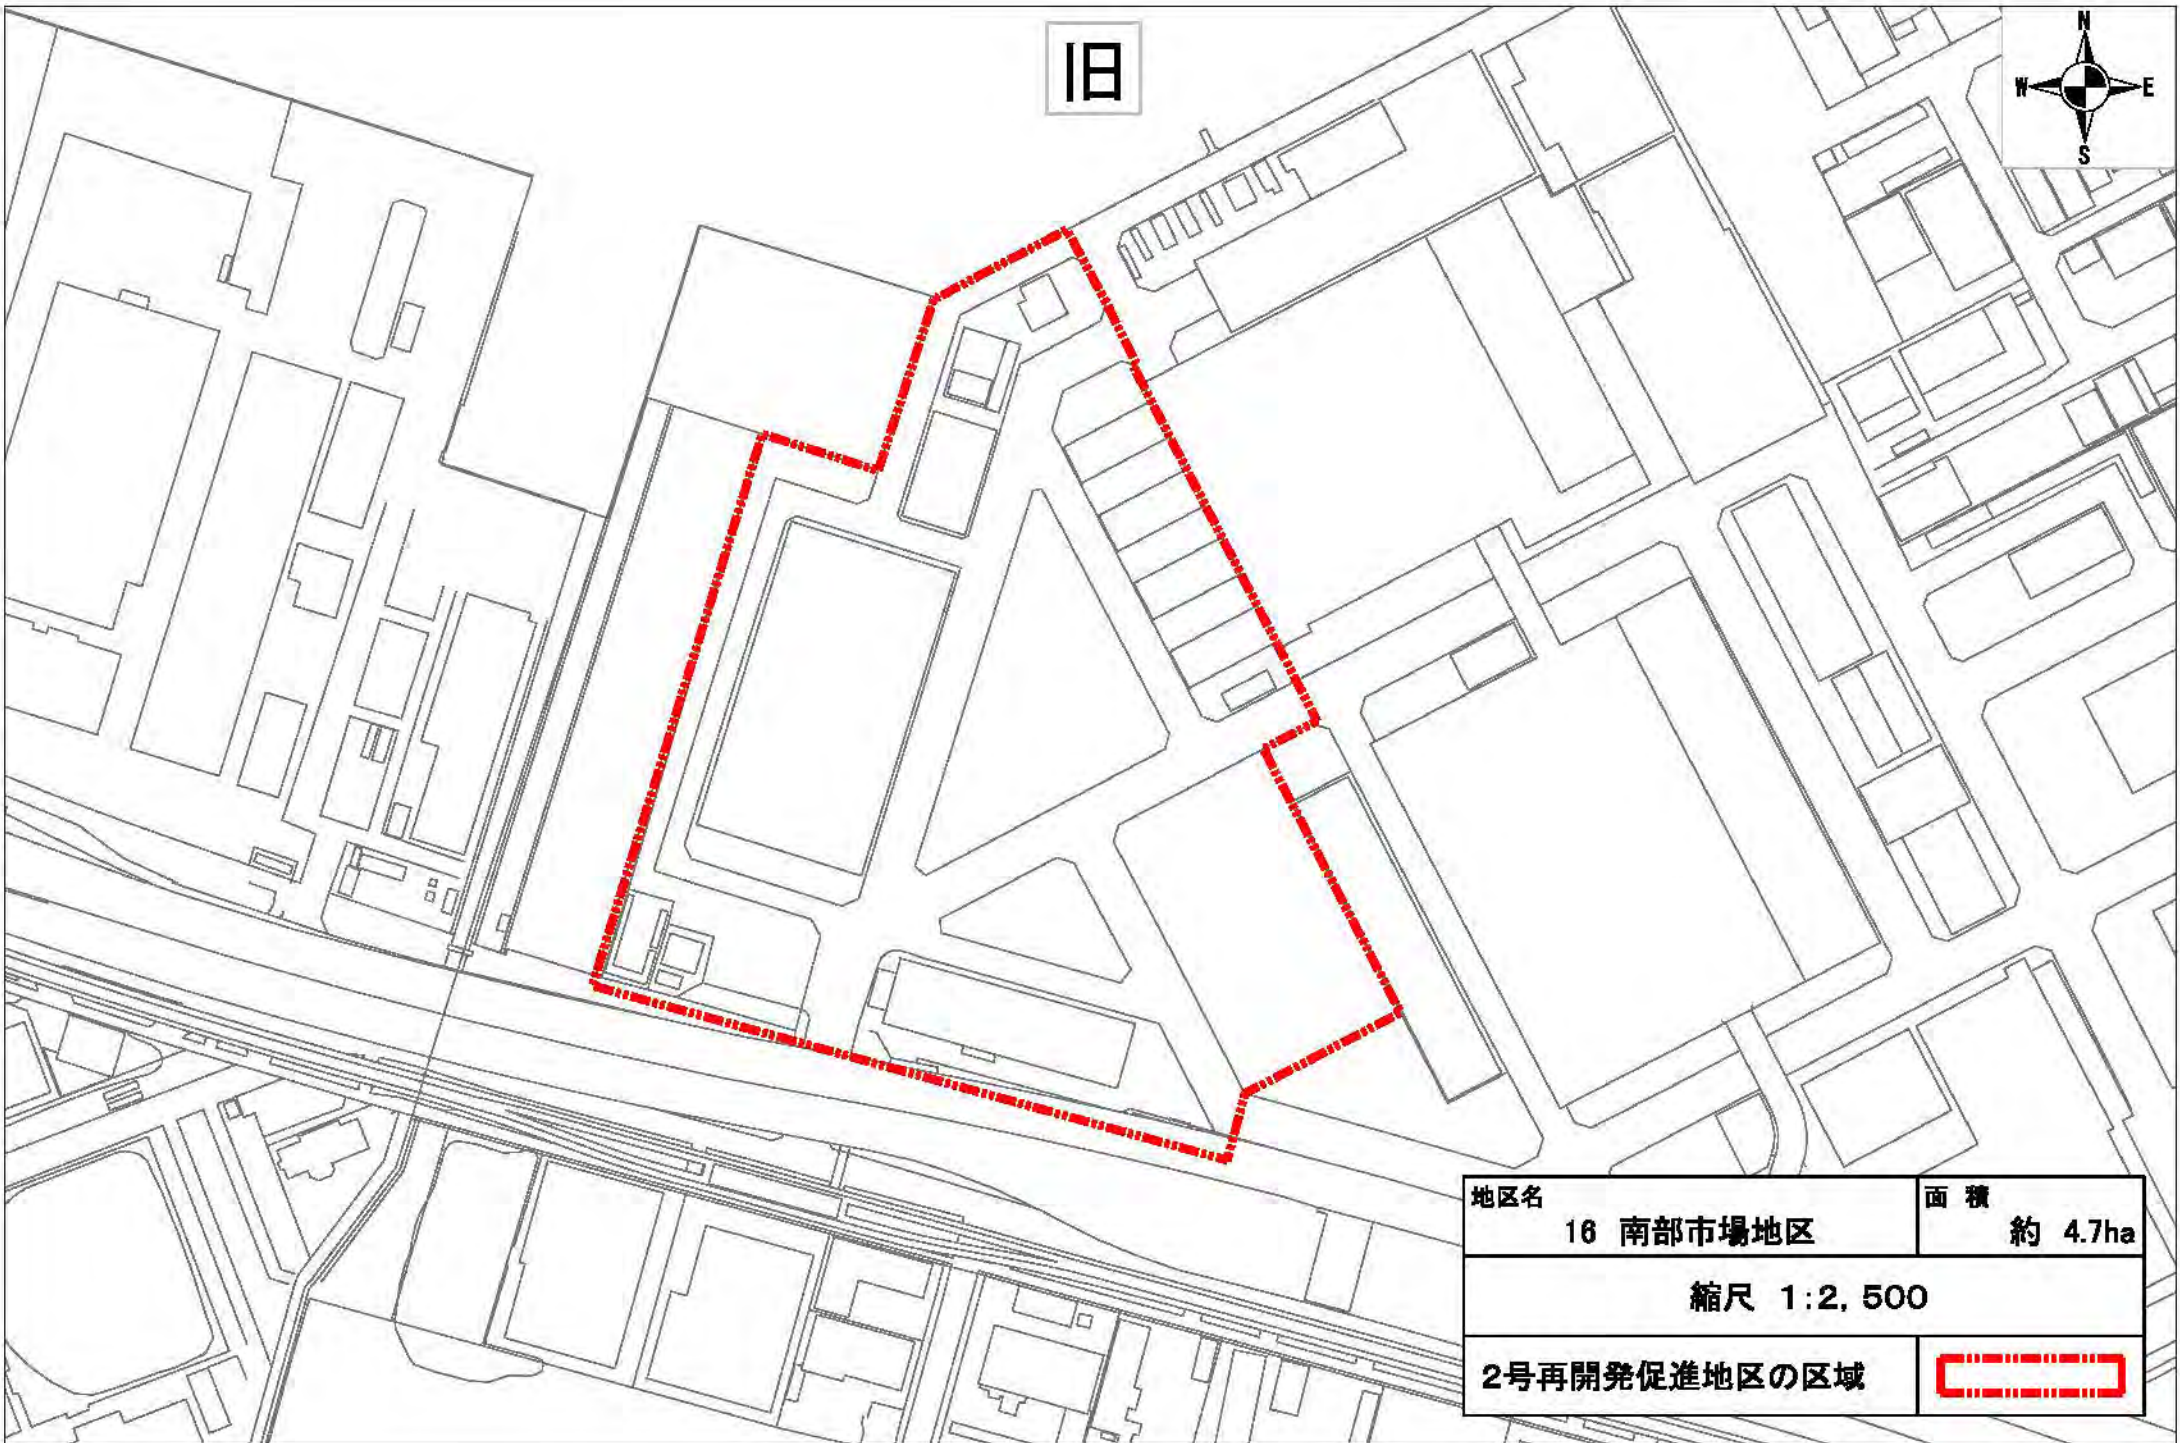 旧
N
W E
S
地区名
16 南部市場地区
面 積
約 4.7ha
縮尺 1:2,500
2号再開発促進地区の区域